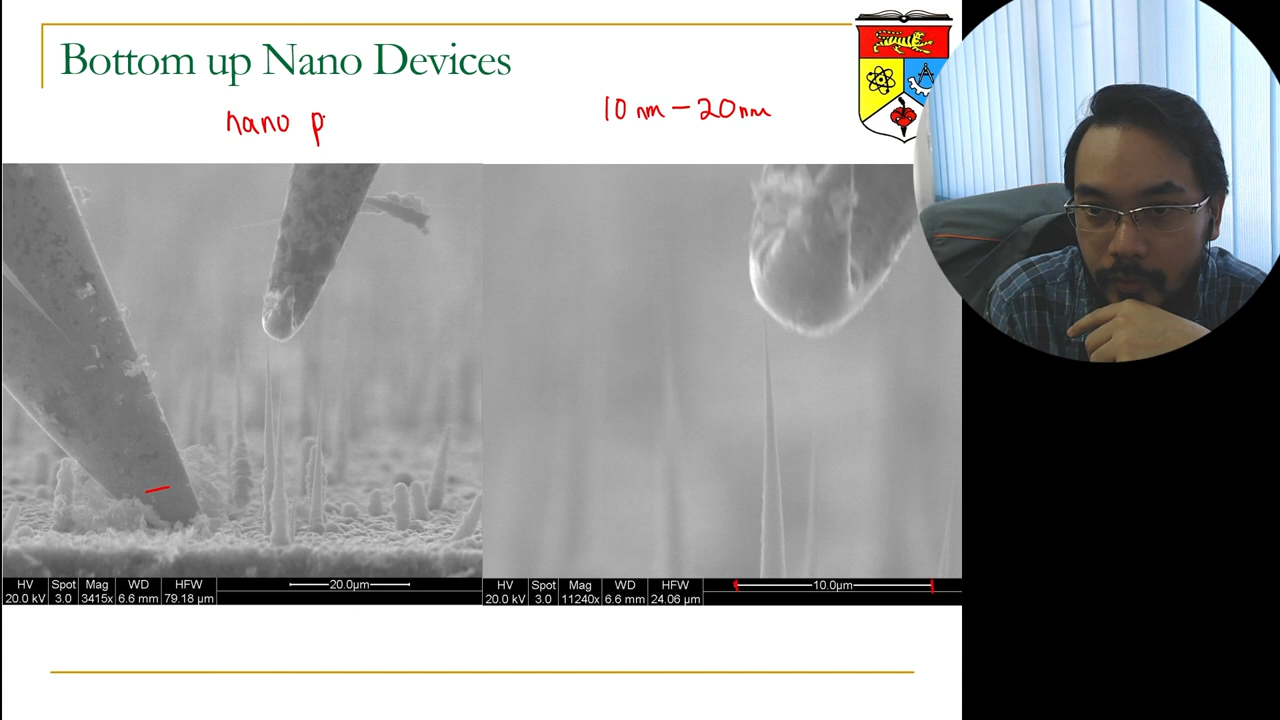 Bottom up Nano Devices
nano p
10 nm - 20 nm
HV Spot Mag WD HFW 20.0µm
20.0 kV 3.0 3415x 6.6 mm 79.18 µm
HV Spot Mag WD HFW 10.0µm
20.0 kV 3.0 11240x 6.6 mm 24.06 µm